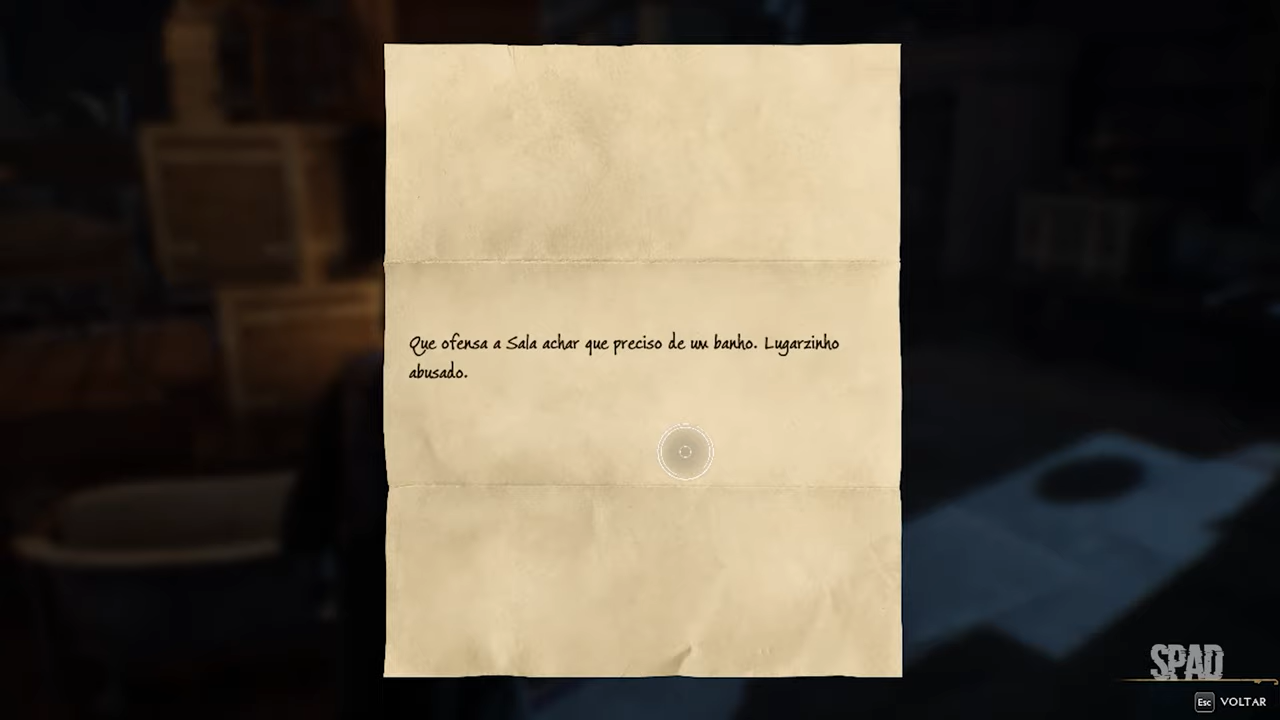 Que ofensa a Sala achar que preciso de um banho. Lugarzinho
abusado.
SPAD
Esc VOLTAR